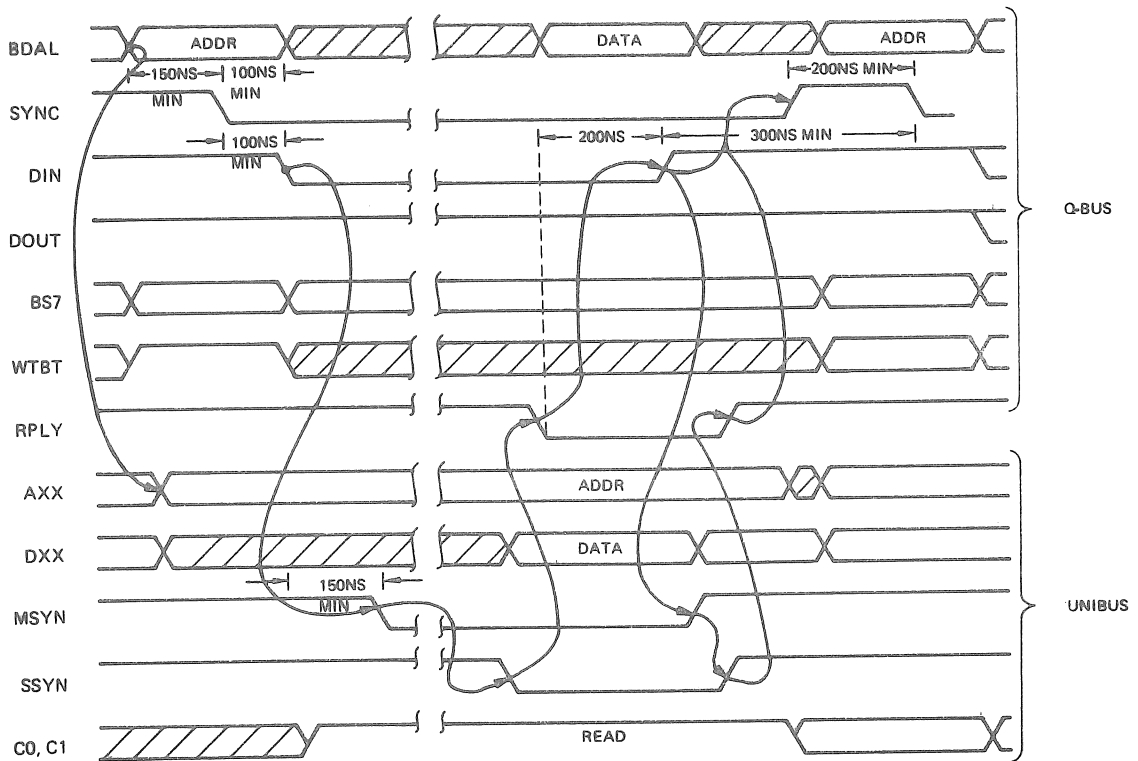 BDAL ADDR DATA ADDR
150NS 100NS 200NS MIN
MIN MIN
SYNC
100NS 200NS 300NS MIN
MIN
DIN
Q-BUS
DOUT
BS7
WTBT
RPLY
AXX ADDR
DXX DATA
150NS
MIN
MSYN UNIBUS
SSYN
C0, C1 READ